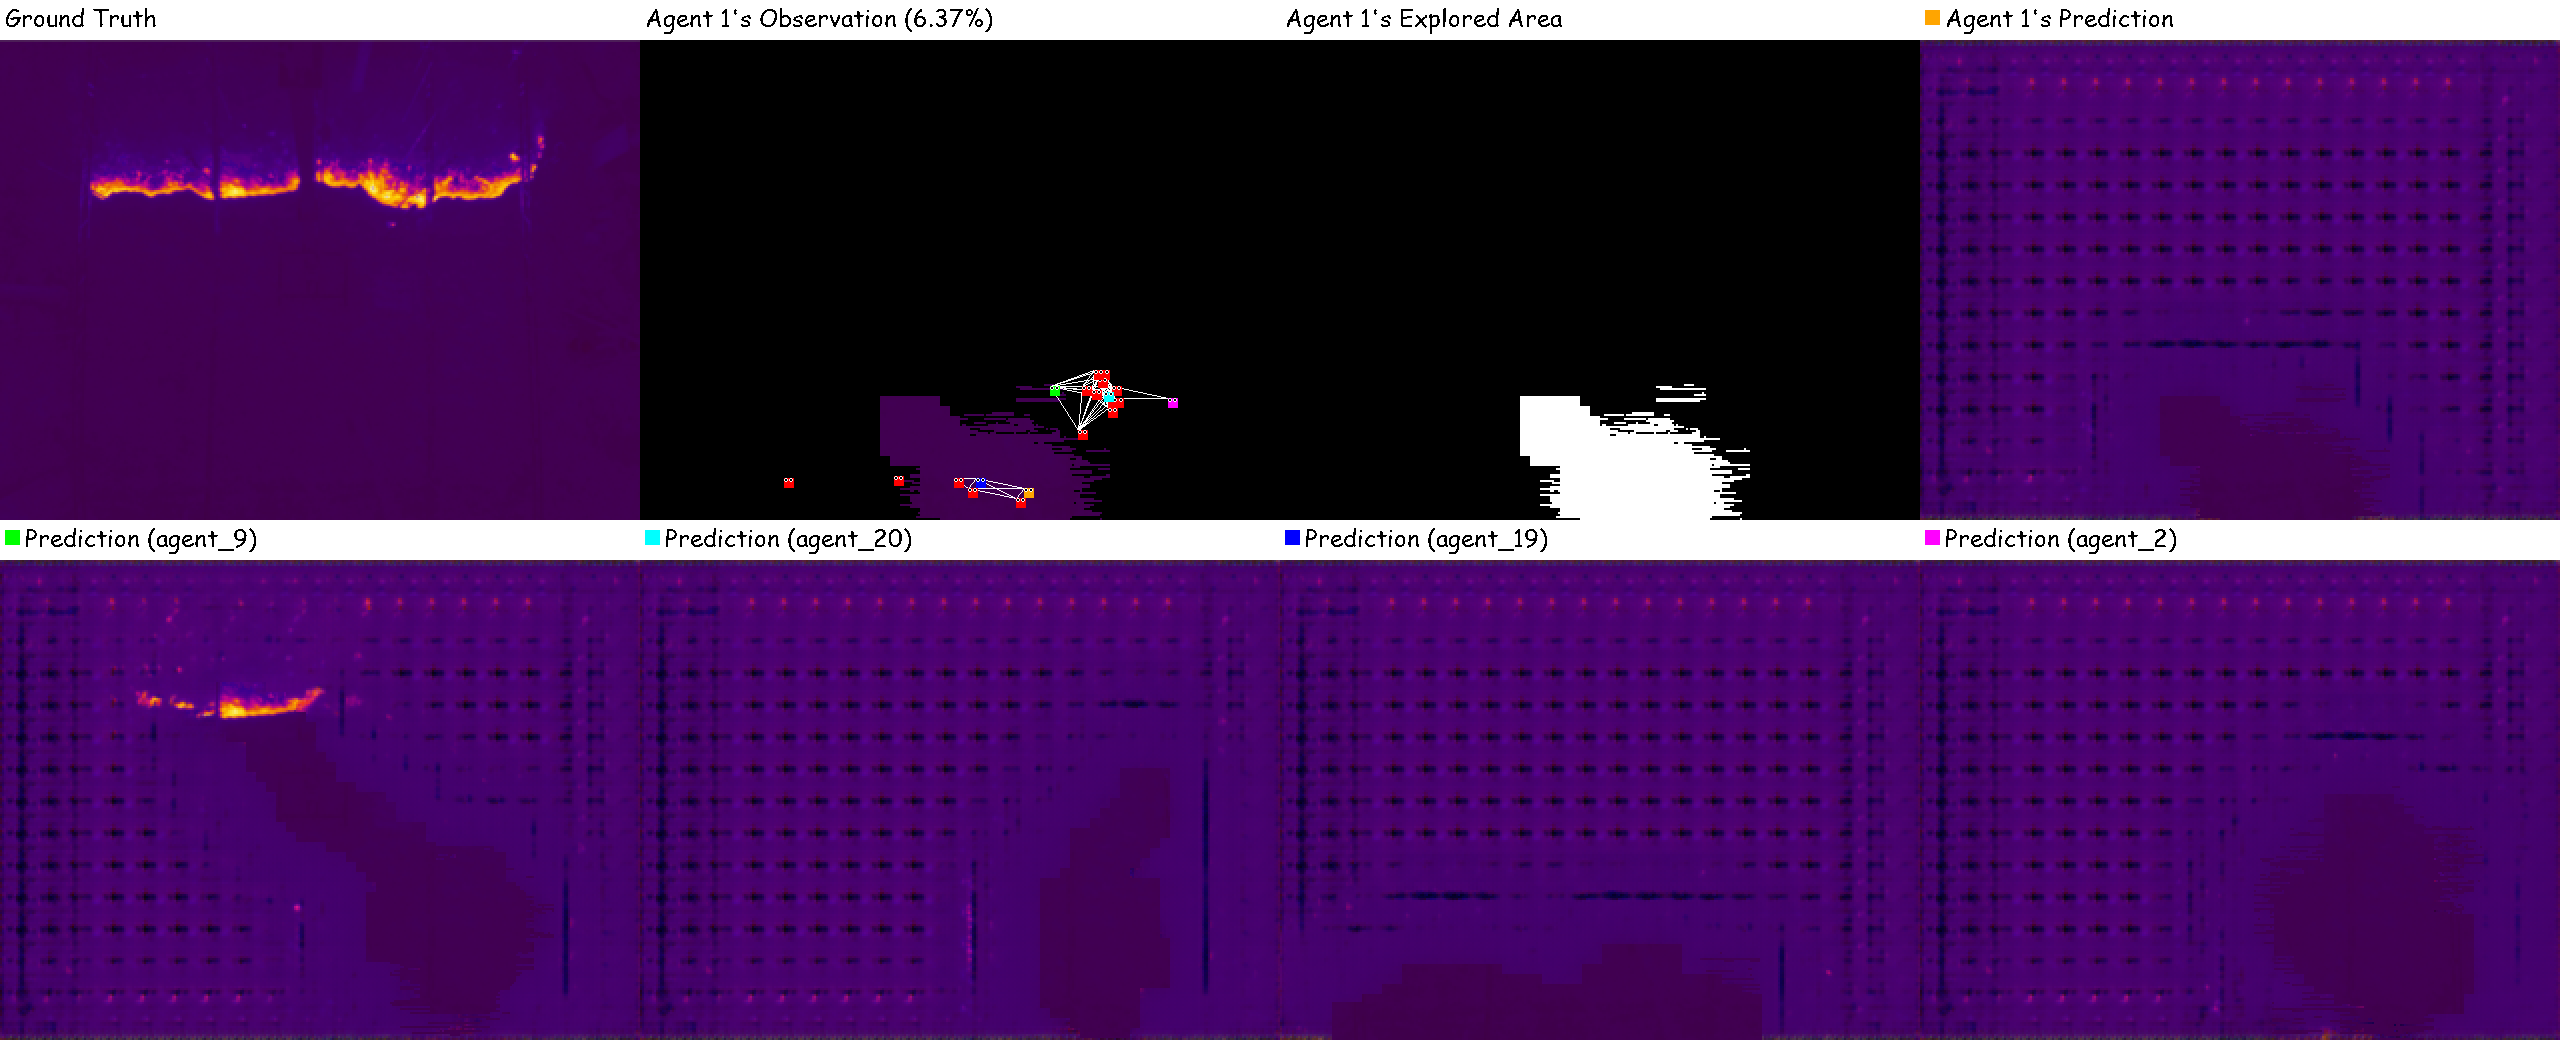 Ground Truth
Agent 1's Observation (6.37%)
Agent 1's Explored Area
Agent 1's Prediction
Prediction (agent_9)
Prediction (agent_20)
Prediction (agent_19)
Prediction (agent_2)